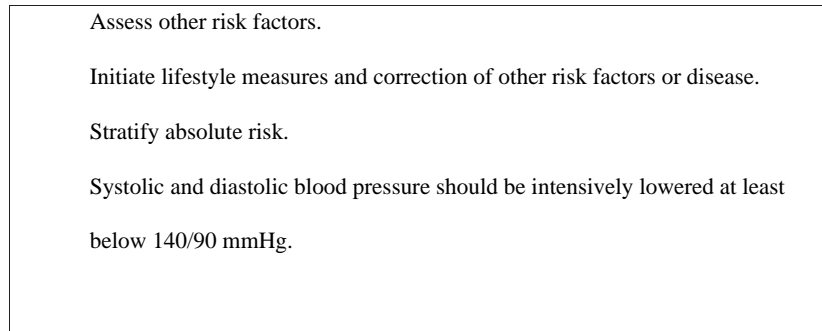 Assess other risk factors.
Initiate lifestyle measures and correction of other risk factors or disease.
Stratify absolute risk.
Systolic and diastolic blood pressure should be intensively lowered at least
below 140/90 mmHg.